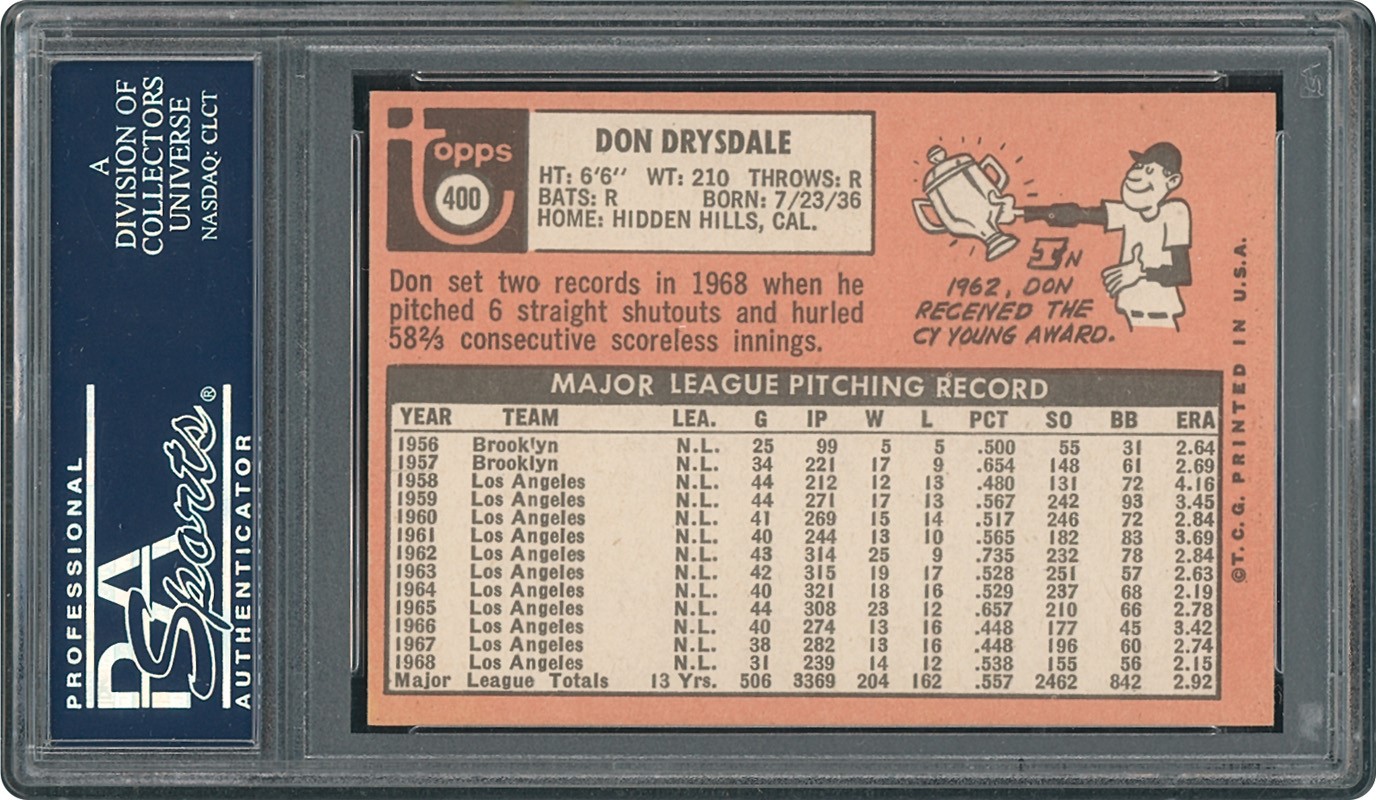 A
DIVISION OF
COLLECTORS
UNIVERSE
NASDAQ: CLCT
PROFESSIONAL
PSA
Sports®
AUTHENTICATOR
topps
400
DON DRYSDALE
HT: 6'6" WT: 210 THROWS: R
BATS: R BORN: 7/23/36
HOME: HIDDEN HILLS, CAL.
Don set two records in 1968 when he
pitched 6 straight shutouts and hurled
58⅔ consecutive scoreless innings.
IN
1962, DON
RECEIVED THE
CY YOUNG AWARD.
MAJOR LEAGUE PITCHING RECORD
YEAR TEAM LEA. G IP W L PCT SO BB ERA
1956 Brooklyn N.L. 25 99 5 5 .500 55 31 2.64
1957 Brooklyn N.L. 34 221 17 9 .654 148 61 2.69
1958 Los Angeles N.L. 44 212 12 13 .480 131 72 4.16
1959 Los Angeles N.L. 44 271 17 13 .567 242 93 3.45
1960 Los Angeles N.L. 41 269 15 14 .517 246 72 2.84
1961 Los Angeles N.L. 40 244 13 10 .565 182 83 3.69
1962 Los Angeles N.L. 43 314 25 9 .735 232 78 2.84
1963 Los Angeles N.L. 42 315 19 17 .528 251 57 2.63
1964 Los Angeles N.L. 40 321 18 16 .529 237 68 2.19
1965 Los Angeles N.L. 44 308 23 12 .657 210 66 2.78
1966 Los Angeles N.L. 40 274 13 16 .448 177 45 3.42
1967 Los Angeles N.L. 38 282 13 16 .448 196 60 2.74
1968 Los Angeles N.L. 31 239 14 12 .538 155 56 2.15
Major League Totals 13 Yrs. 506 3369 204 162 .557 2462 842 2.92
©T.C.G. PRINTED IN U.S.A.